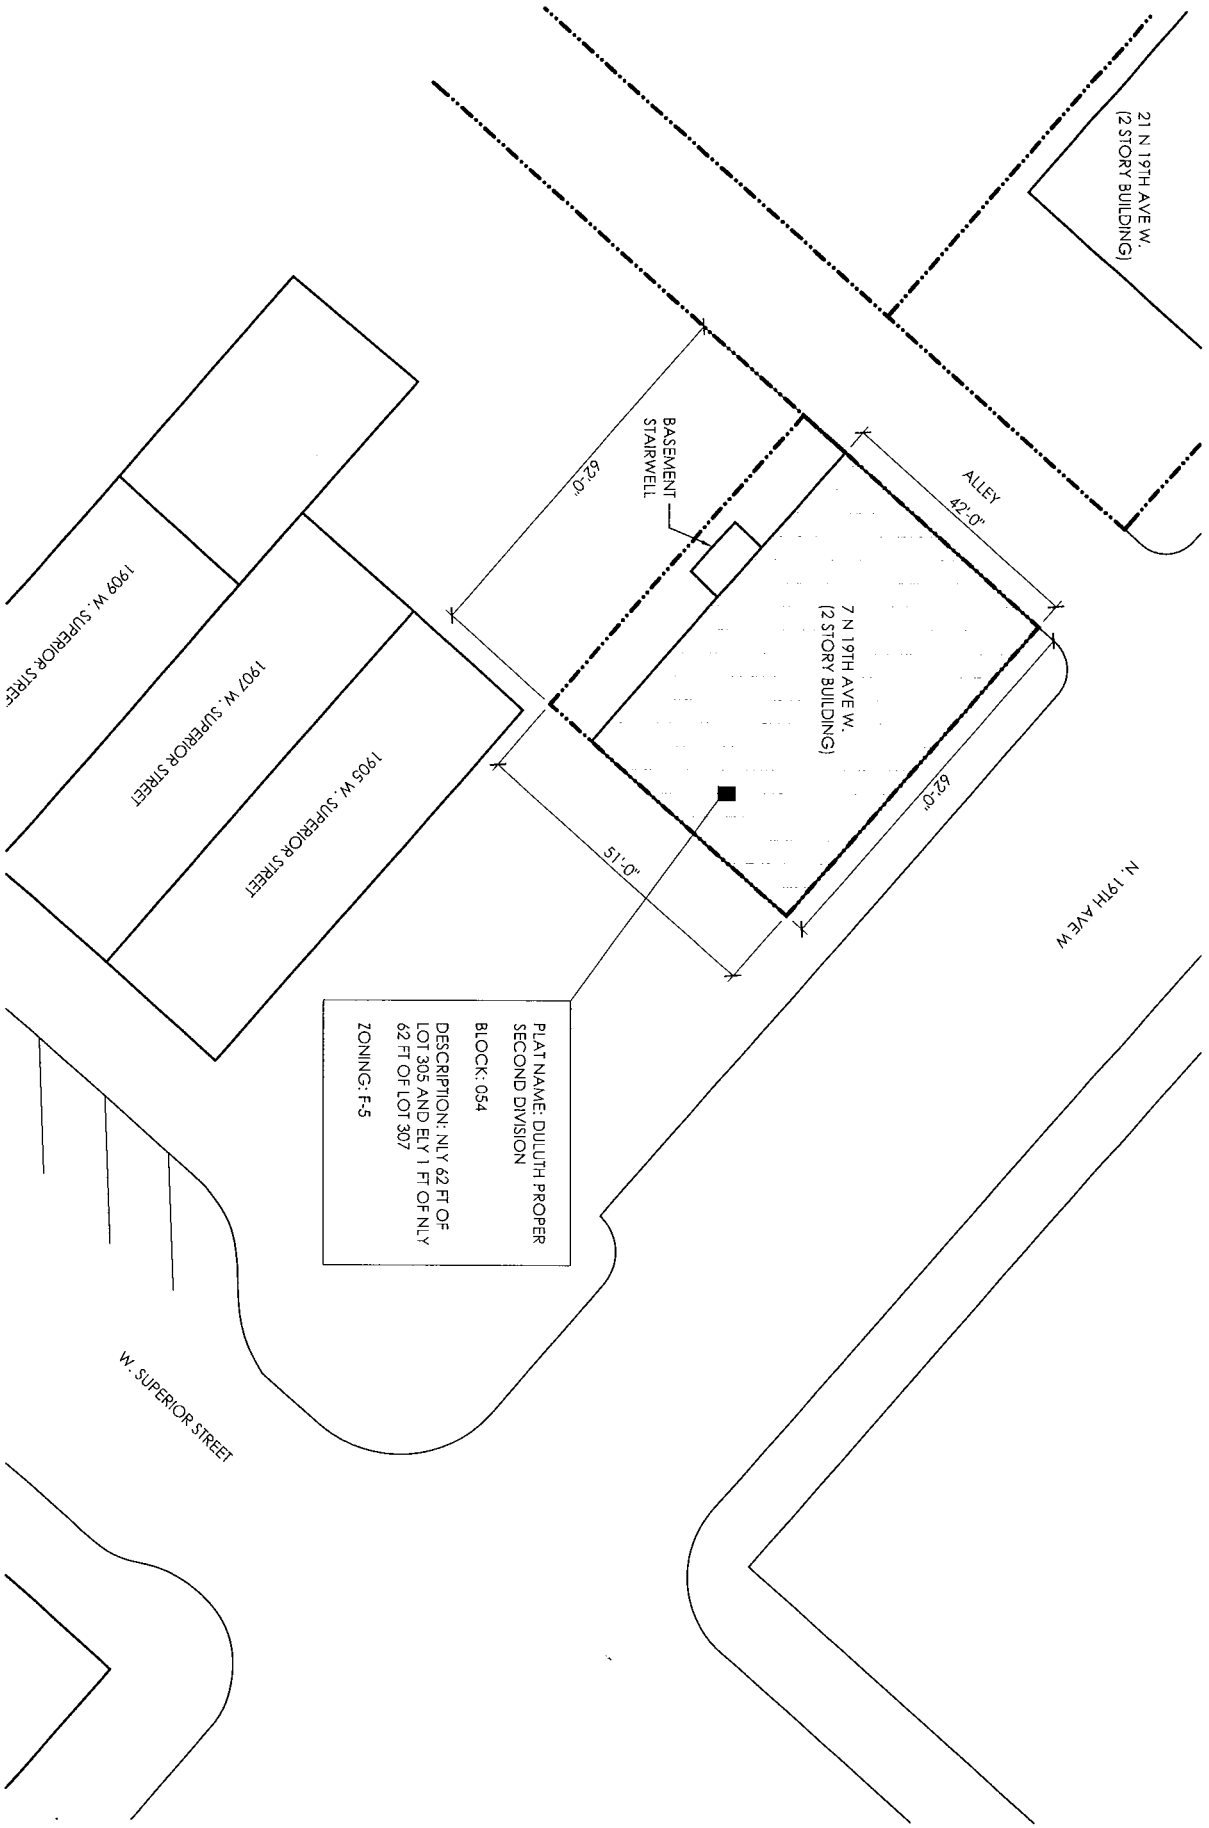 21 N 19TH AVE W.
(2 STORY BUILDING)
ALLEY
42'-0"
BASEMENT
STAIRWELL
62'-0"
7 N 19TH AVE W.
(2 STORY BUILDING)
62'-0"
51'-0"
N. 19TH AVE W
1909 W. SUPERIOR STREE
1907 W. SUPERIOR STREET
1905 W. SUPERIOR STREET
PLAT NAME: DULUTH PROPER
SECOND DIVISION
BLOCK: 054
DESCRIPTION: NLY 62 FT OF
LOT 305 AND ELY 1 FT OF NLY
62 FT OF LOT 307
ZONING: F-5
W. SUPERIOR STREET